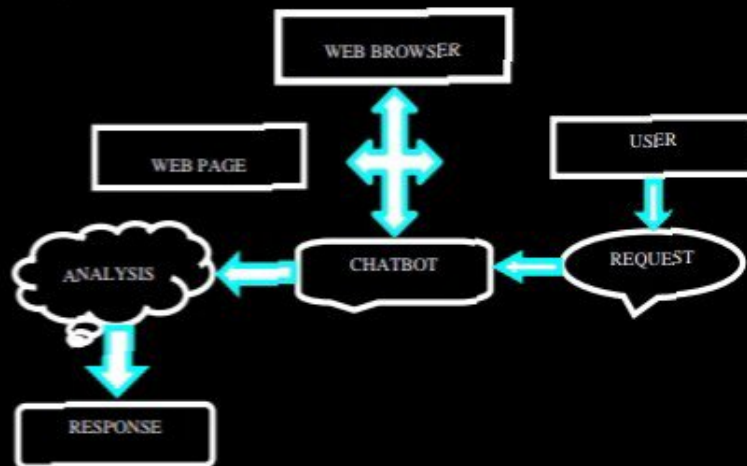 WEB BROWSER
USER
WEB PAGE
REQUEST
CHATBOT
ANALYSIS
RESPONSE